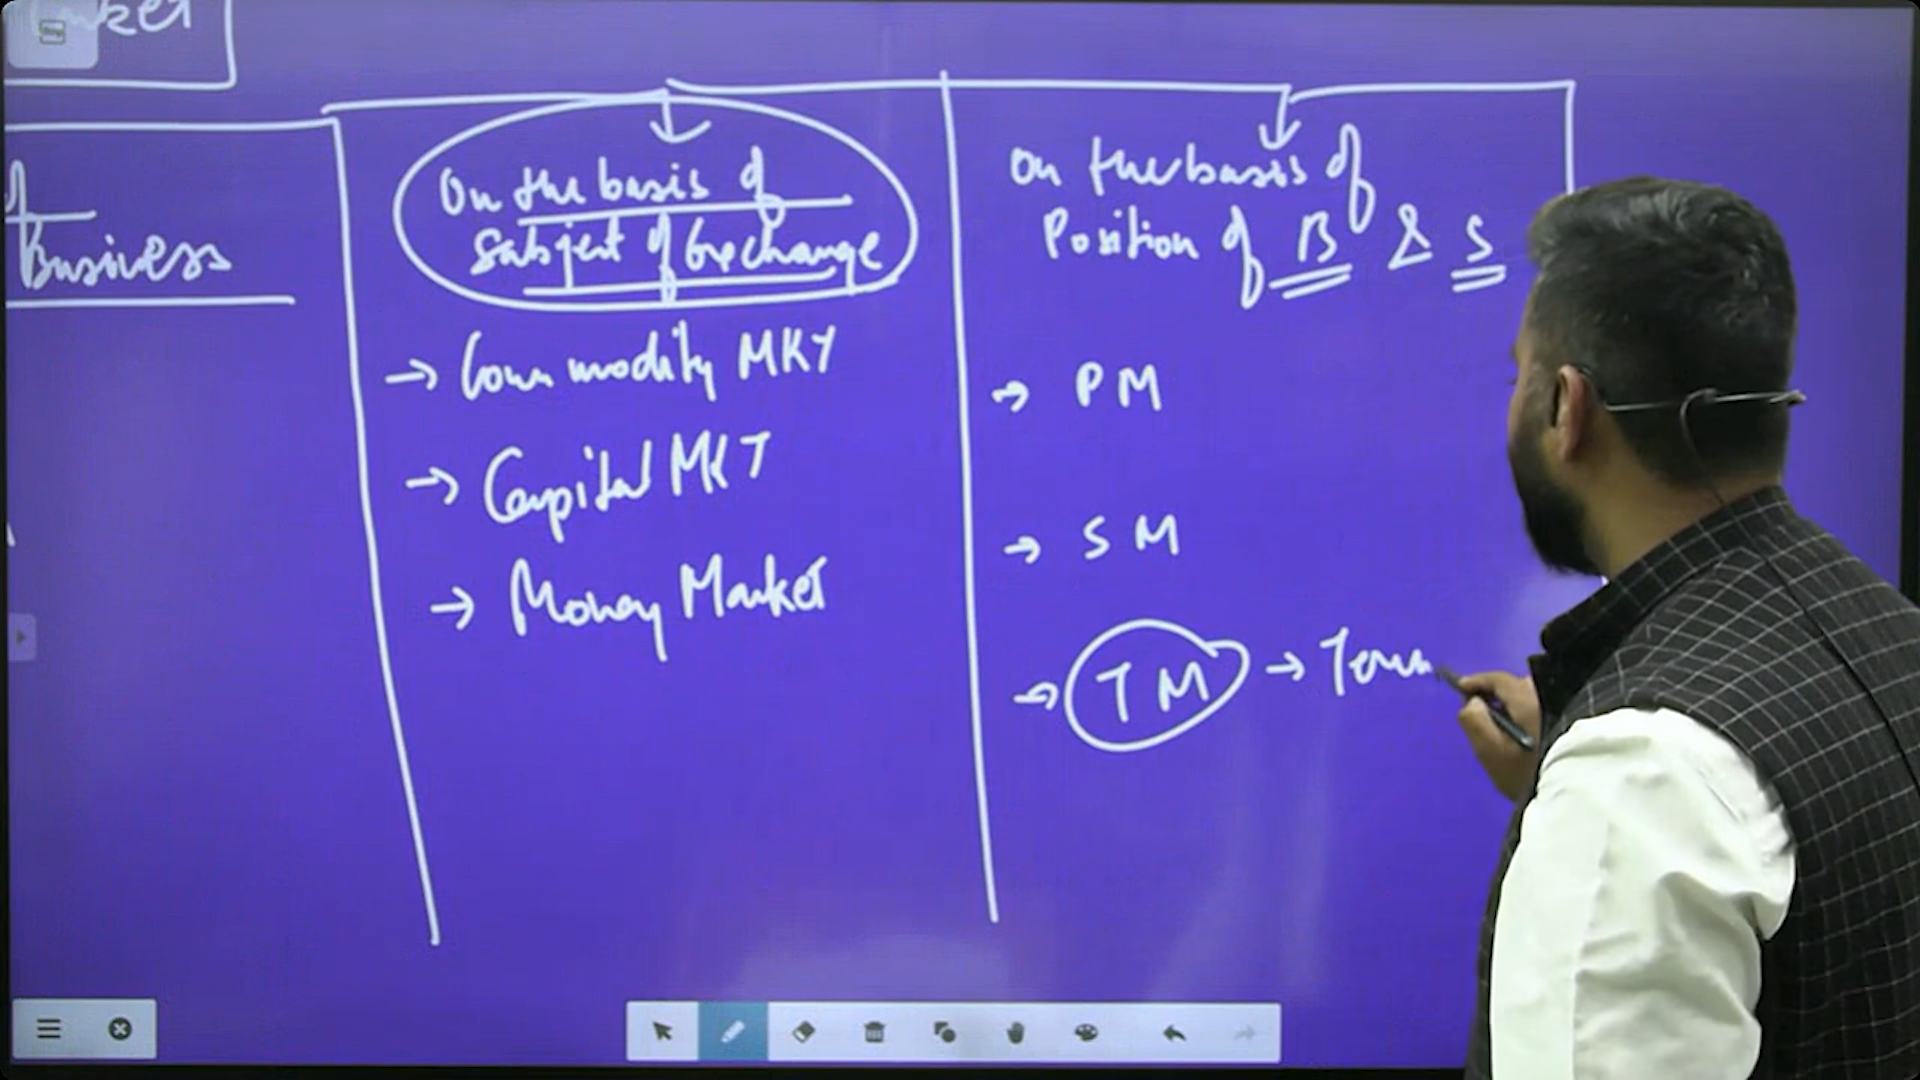 of
Business
On the basis of
Subject of Exchange
→ Commodity MKT
→ Capital MKT
→ Money Market
On the basis of
Position of B & S
→ PM
→ SM
→ TM →